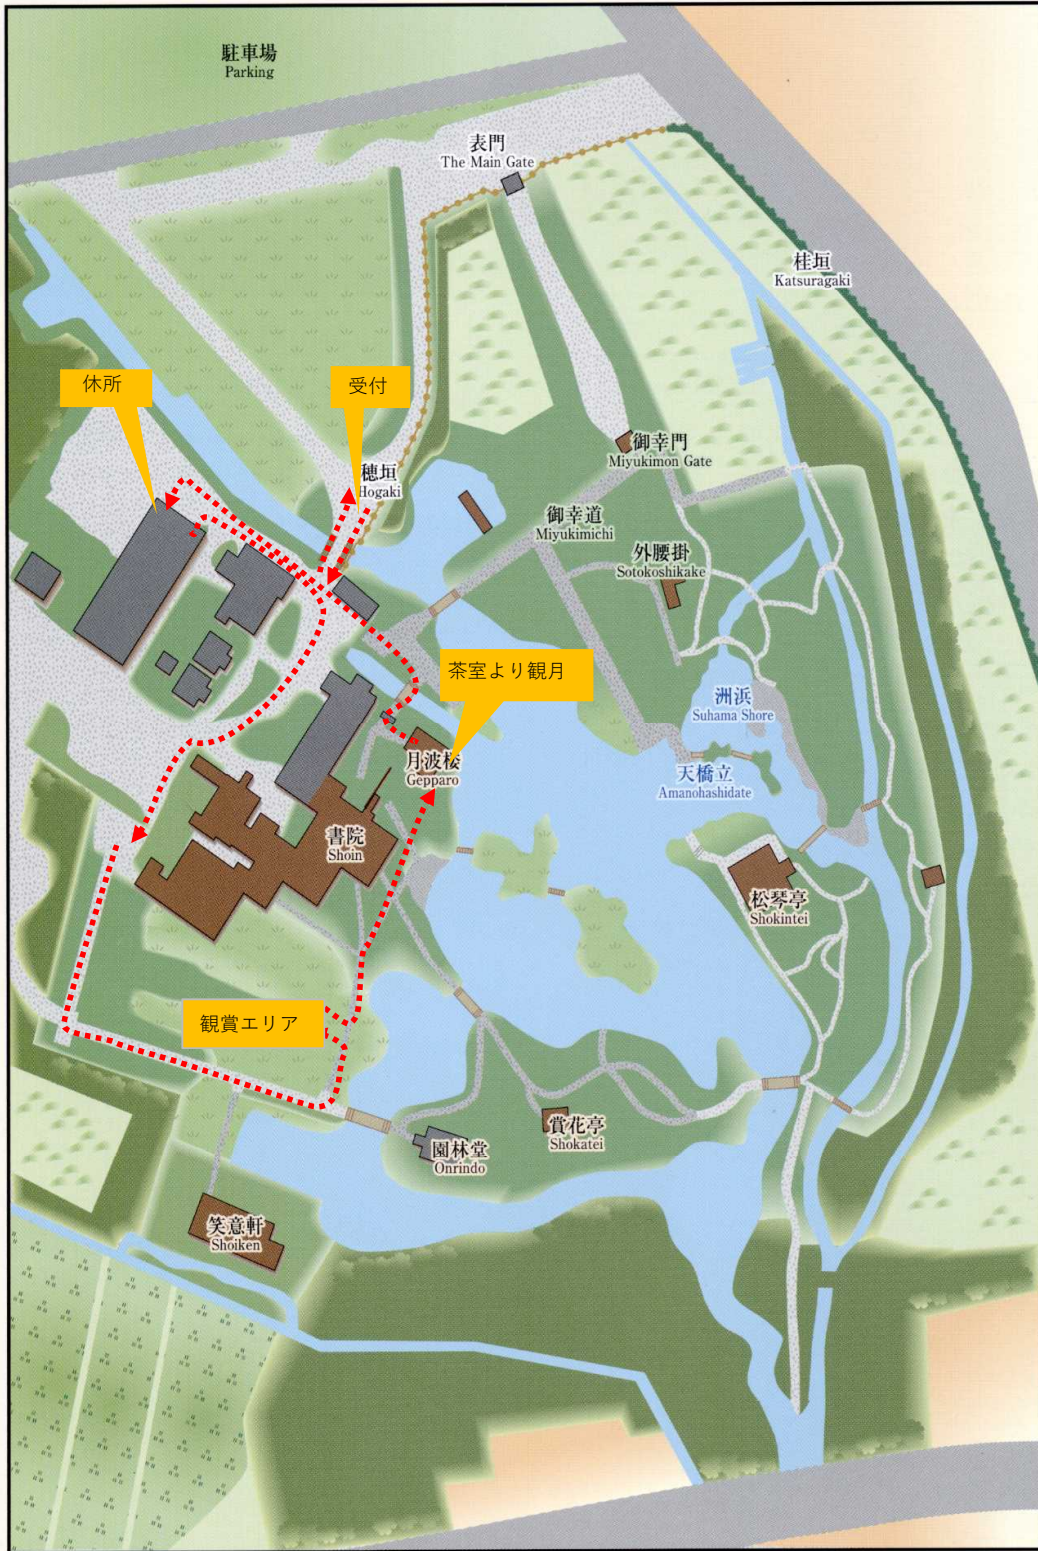 駐車場
Parking
表門
The Main Gate
桂垣
Katsuragaki
休所
受付
穂垣
Hogaki
御幸門
Miyukimon Gate
御幸道
Miyukimichi
外腰掛
Sotokoshikake
茶室より観月
洲浜
Suhama Shore
月波楼
Gepparo
天橋立
Amanohashidate
書院
Shoin
松琴亭
Shokintei
観賞エリア
賞花亭
Shokatei
園林堂
Onrindo
笑意軒
Shoiken